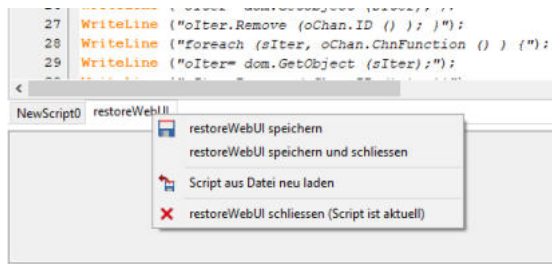 27 WriteLine ("oIter.Remove (oChan.ID () ); }");
28 WriteLine ("foreach (sIter, oChan.ChnFunction () ) {");
29 WriteLine ("oIter= dom.GetObject (sIter);");
NewScript0 restoreWebUI
restoreWebUI speichern
restoreWebUI speichern und schliessen
Script aus Datei neu laden
restoreWebUI schliessen (Script ist aktuell)